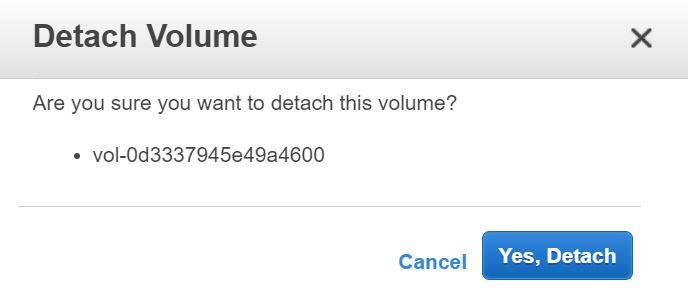 Detach Volume
Are you sure you want to detach this volume?
• vol-0d3337945e49a4600
Cancel
Yes, Detach